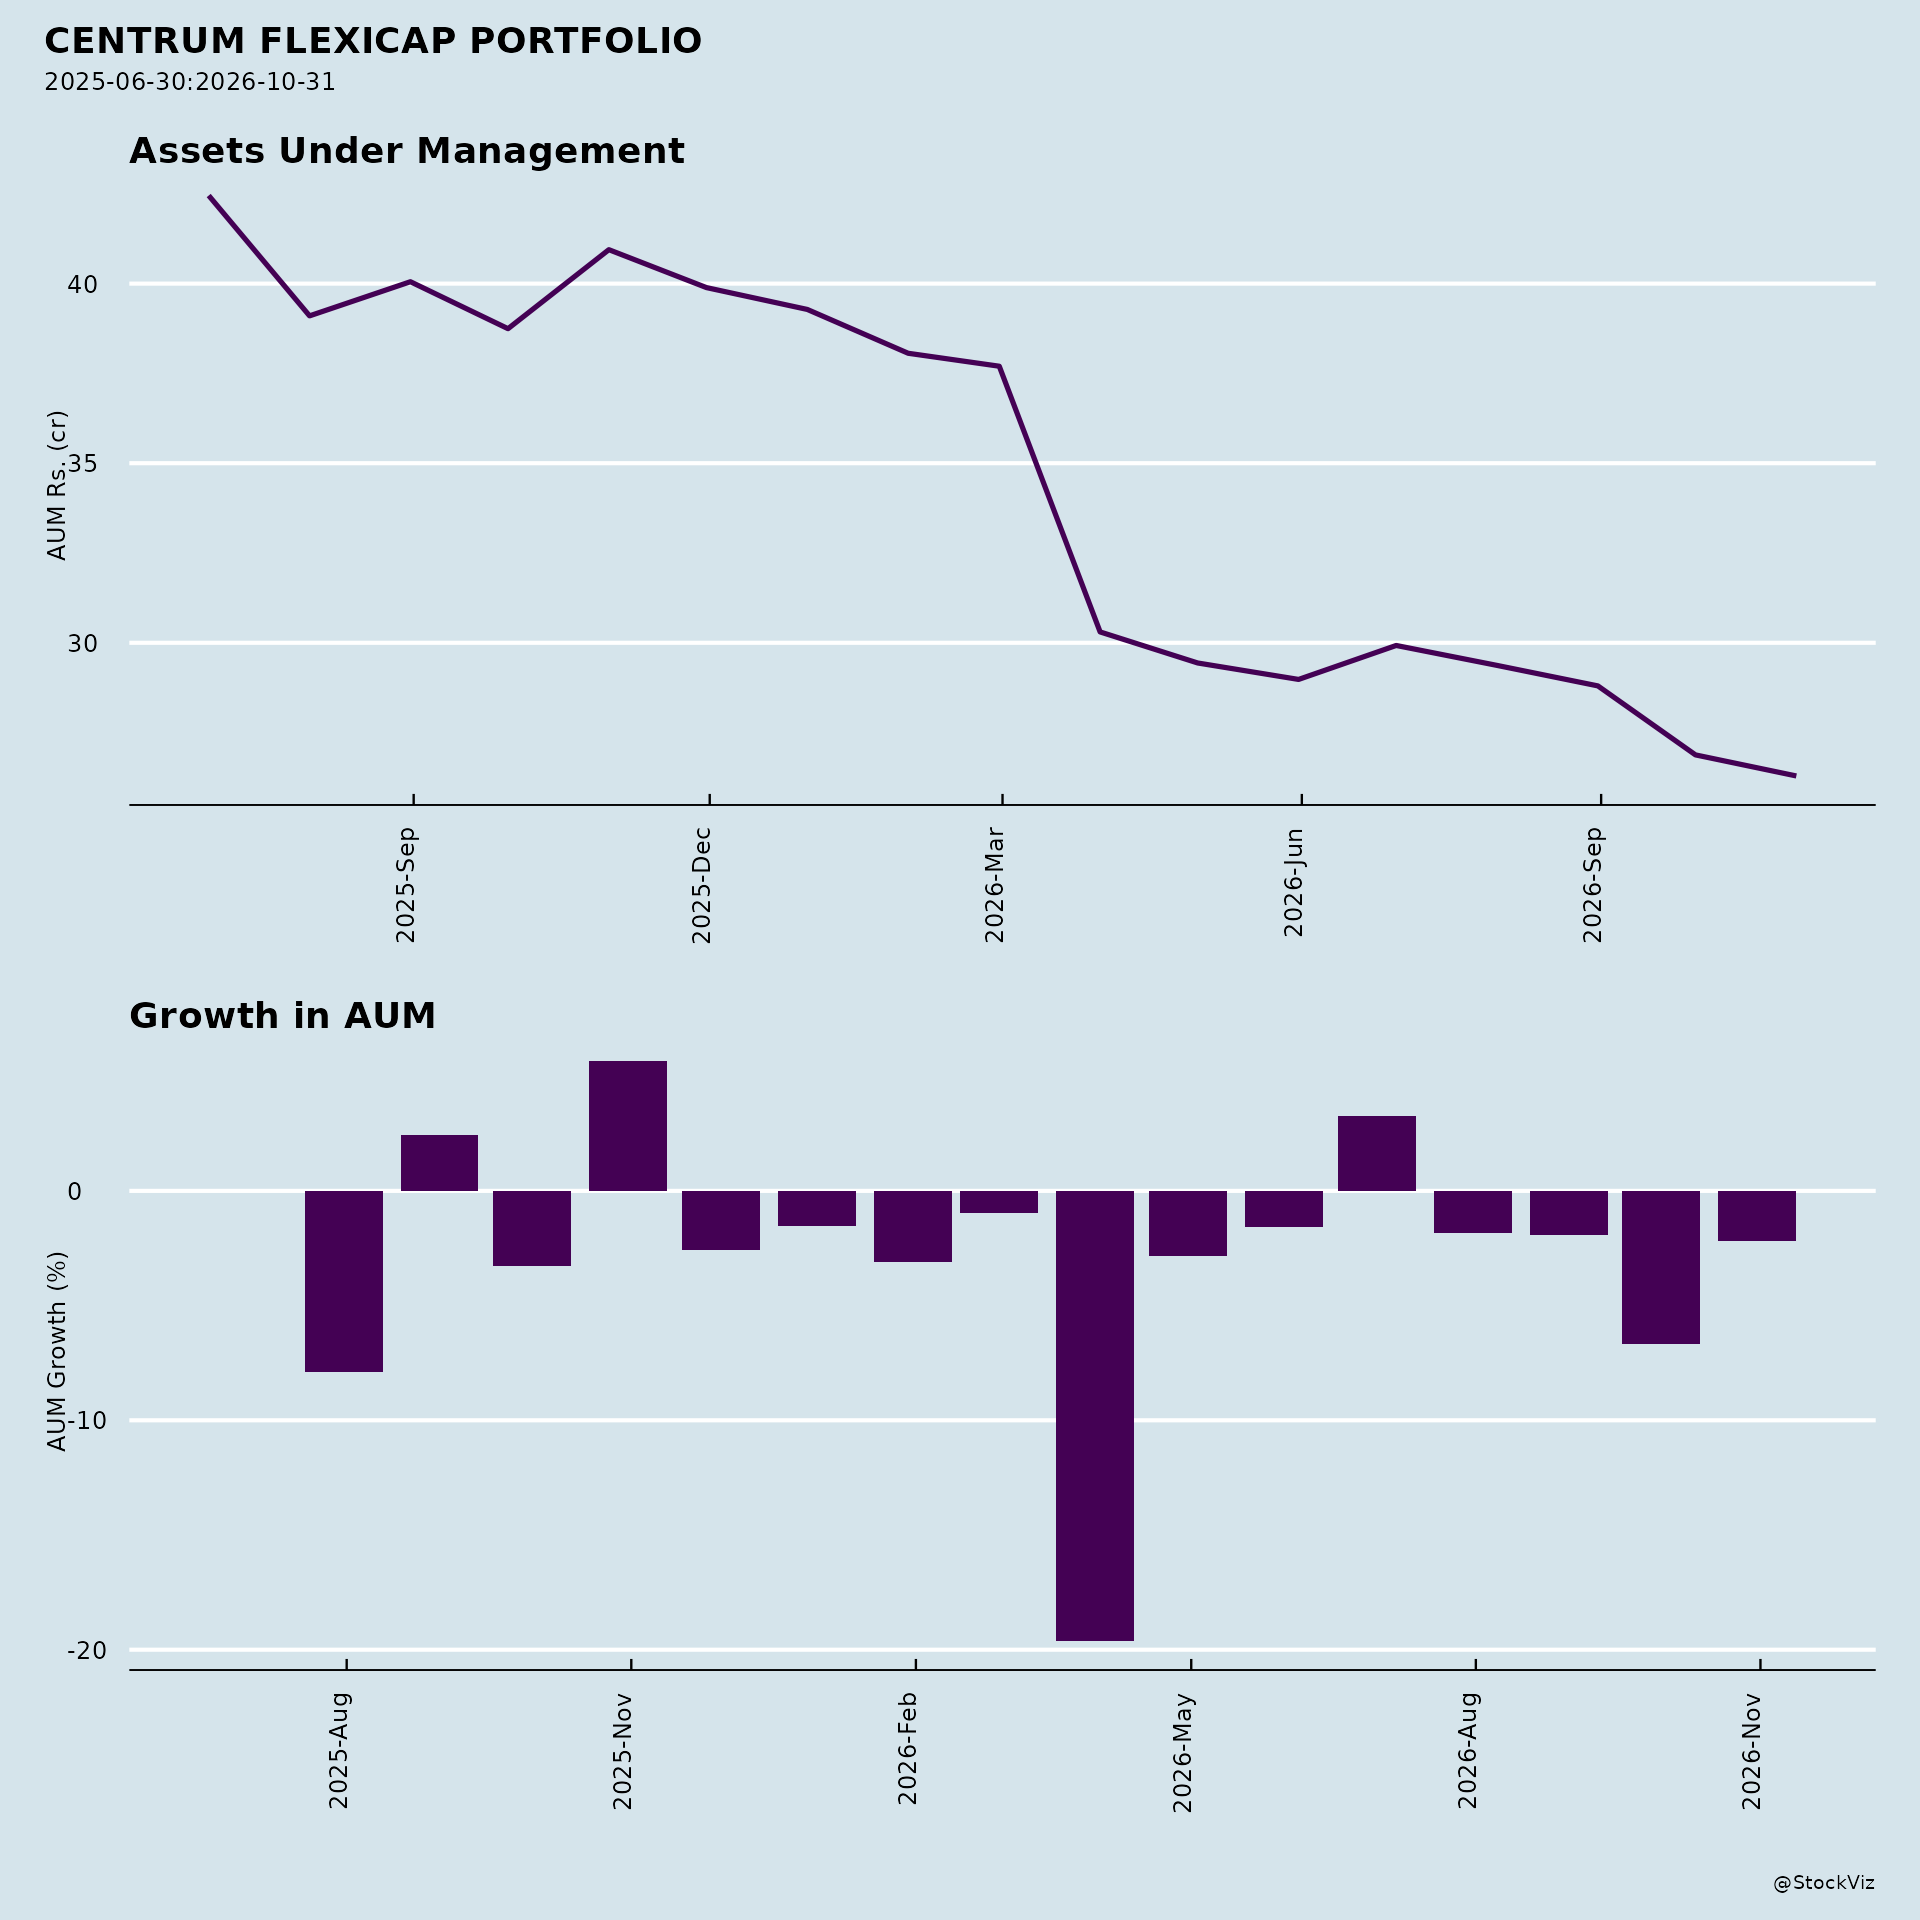 CENTRUM FLEXICAP PORTFOLIO
2025-06-30:2026-10-31
Assets Under Management
AUM Rs. (cr)
40
35
30
2025-Sep
2025-Dec
2026-Mar
2026-Jun
2026-Sep
Growth in AUM
AUM Growth (%)
0
-10
-20
2025-Aug
2025-Nov
2026-Feb
2026-May
2026-Aug
2026-Nov
@StockViz